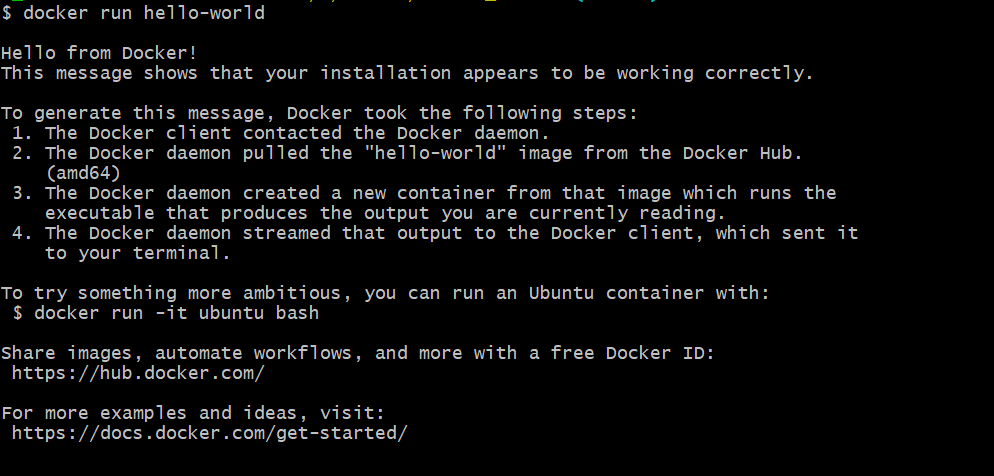 $ docker run hello-world
Hello from Docker!
This message shows that your installation appears to be working correctly.
To generate this message, Docker took the following steps:
1. The Docker client contacted the Docker daemon.
2. The Docker daemon pulled the "hello-world" image from the Docker Hub.
(amd64)
3. The Docker daemon created a new container from that image which runs the
executable that produces the output you are currently reading.
4. The Docker daemon streamed that output to the Docker client, which sent it
to your terminal.
To try something more ambitious, you can run an Ubuntu container with:
$ docker run -it ubuntu bash
Share images, automate workflows, and more with a free Docker ID:
https://hub.docker.com/
For more examples and ideas, visit:
https://docs.docker.com/get-started/